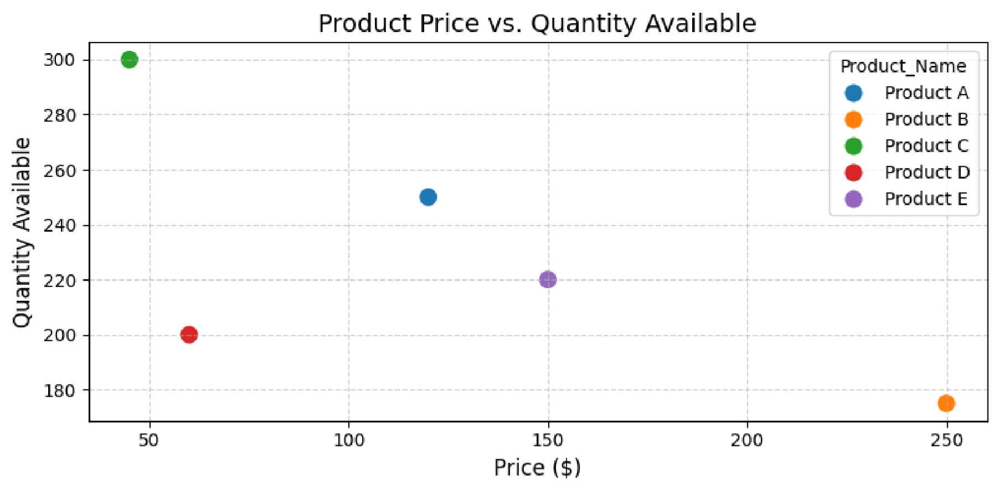 Product Price vs. Quantity Available
Quantity Available
300
280
260
240
220
200
180
Product_Name
Product A
Product B
Product C
Product D
Product E
50 100 150 200 250
Price ($)